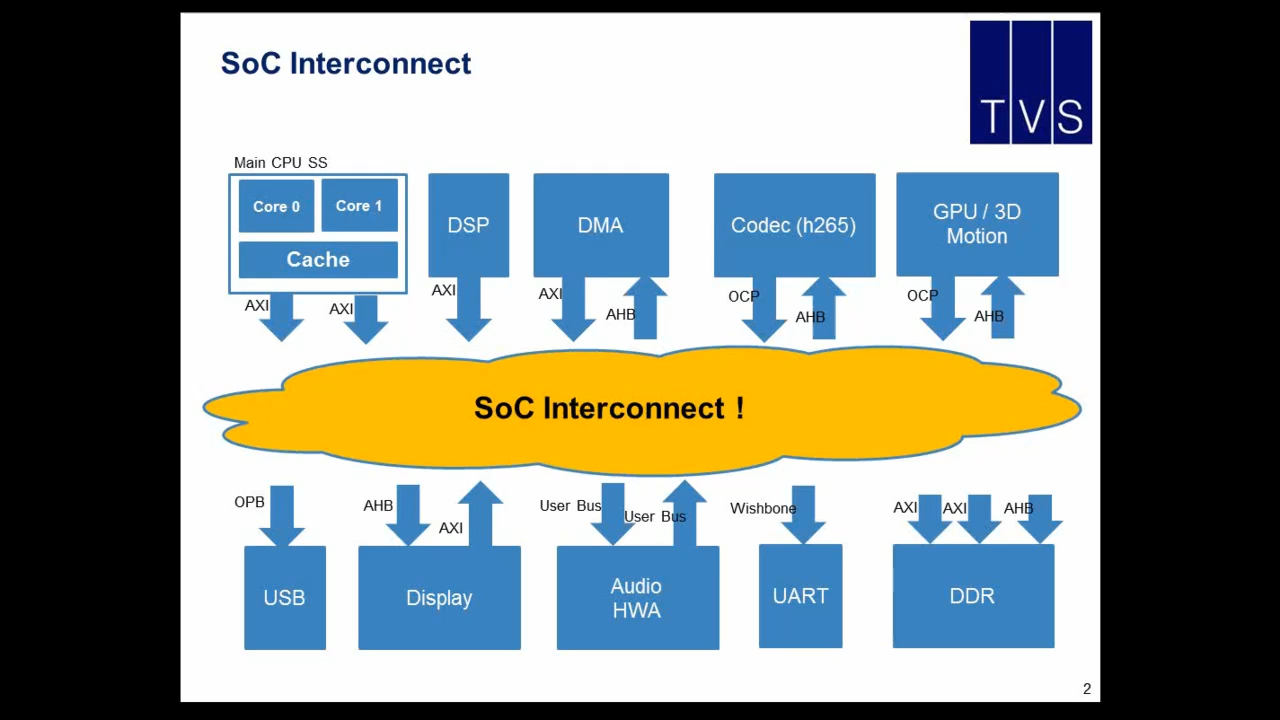 SoC Interconnect
TVS
Main CPU SS
Core 0
Core 1
Cache
DSP
DMA
Codec (h265)
GPU / 3D
Motion
AXI
AXI
AXI
AXI
AHB
OCP
AHB
OCP
AHB
SoC Interconnect !
OPB
AHB
AXI
User Bus
User Bus
Wishbone
AXI
AXI
AHB
USB
Display
Audio
HWA
UART
DDR
2